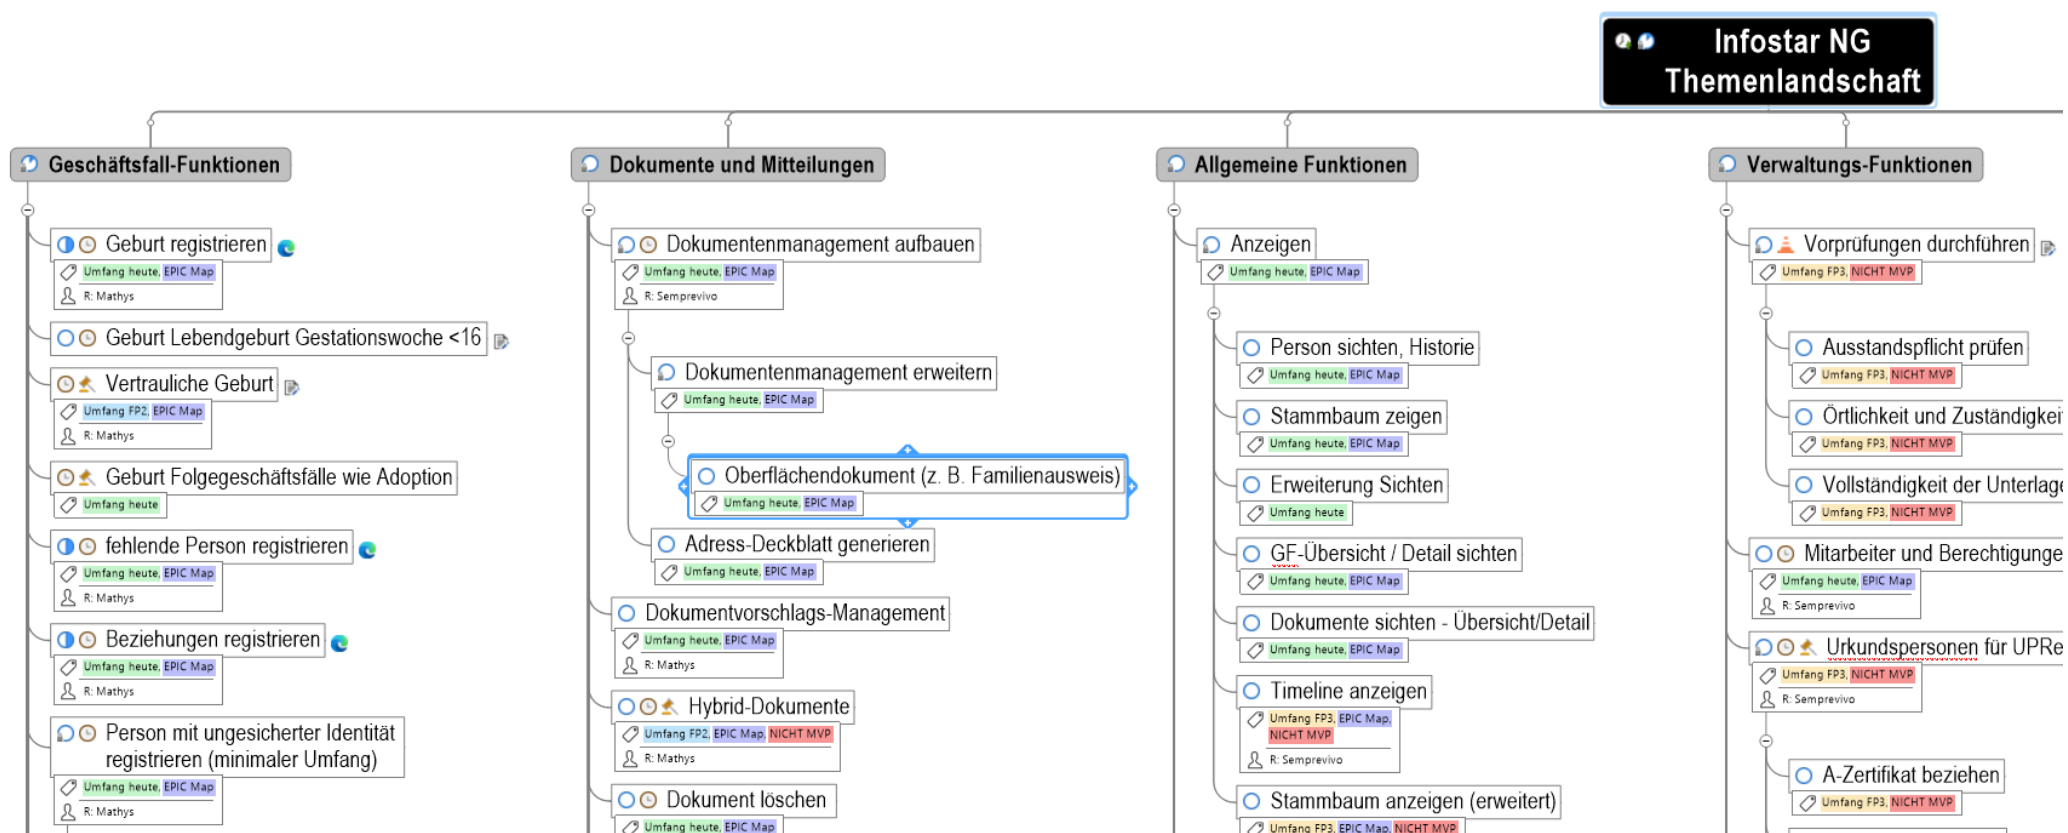 Infostar NG
Themenlandschaft
Geschäftsfall-Funktionen
Geburt registrieren
Umfang heute, EPIC Map
R: Mathys
Geburt Lebendgeburt Gestationswoche <16
Vertrauliche Geburt
Umfang FP2, EPIC Map
R: Mathys
Geburt Folgegeschäftsfälle wie Adoption
Umfang heute
fehlende Person registrieren
Umfang heute, EPIC Map
R: Mathys
Beziehungen registrieren
Umfang heute, EPIC Map
R: Mathys
Person mit ungesicherter Identität
registrieren (minimaler Umfang)
Umfang heute, EPIC Map
R: Mathys
Dokumente und Mitteilungen
Dokumentenmanagement aufbauen
Umfang heute, EPIC Map
R: Semprevivo
Dokumentenmanagement erweitern
Umfang heute, EPIC Map
Oberflächendokument (z. B. Familienausweis)
Umfang heute, EPIC Map
Adress-Deckblatt generieren
Umfang heute, EPIC Map
Dokumentvorschlags-Management
Umfang heute, EPIC Map
R: Mathys
Hybrid-Dokumente
Umfang FP2, EPIC Map, NICHT MVP
R: Mathys
Dokument löschen
Umfang heute, EPIC Map
Allgemeine Funktionen
Anzeigen
Umfang heute, EPIC Map
Person sichten, Historie
Umfang heute, EPIC Map
Stammbaum zeigen
Umfang heute, EPIC Map
Erweiterung Sichten
Umfang heute
GF-Übersicht / Detail sichten
Umfang heute, EPIC Map
Dokumente sichten - Übersicht/Detail
Umfang heute, EPIC Map
Timeline anzeigen
Umfang FP3, EPIC Map,
NICHT MVP
R: Semprevivo
Stammbaum anzeigen (erweitert)
Umfang FP3, EPIC Map, NICHT MVP
Verwaltungs-Funktionen
Vorprüfungen durchführen
Umfang FP3, NICHT MVP
Ausstandspflicht prüfen
Umfang FP3, NICHT MVP
Örtlichkeit und Zuständigkeit
Umfang FP3, NICHT MVP
Vollständigkeit der Unterlage
Umfang FP3, NICHT MVP
Mitarbeiter und Berechtigunge
Umfang heute, EPIC Map
R: Semprevivo
Urkundspersonen für UPRe
Umfang FP3, NICHT MVP
R: Semprevivo
A-Zertifikat beziehen
Umfang FP3, NICHT MVP